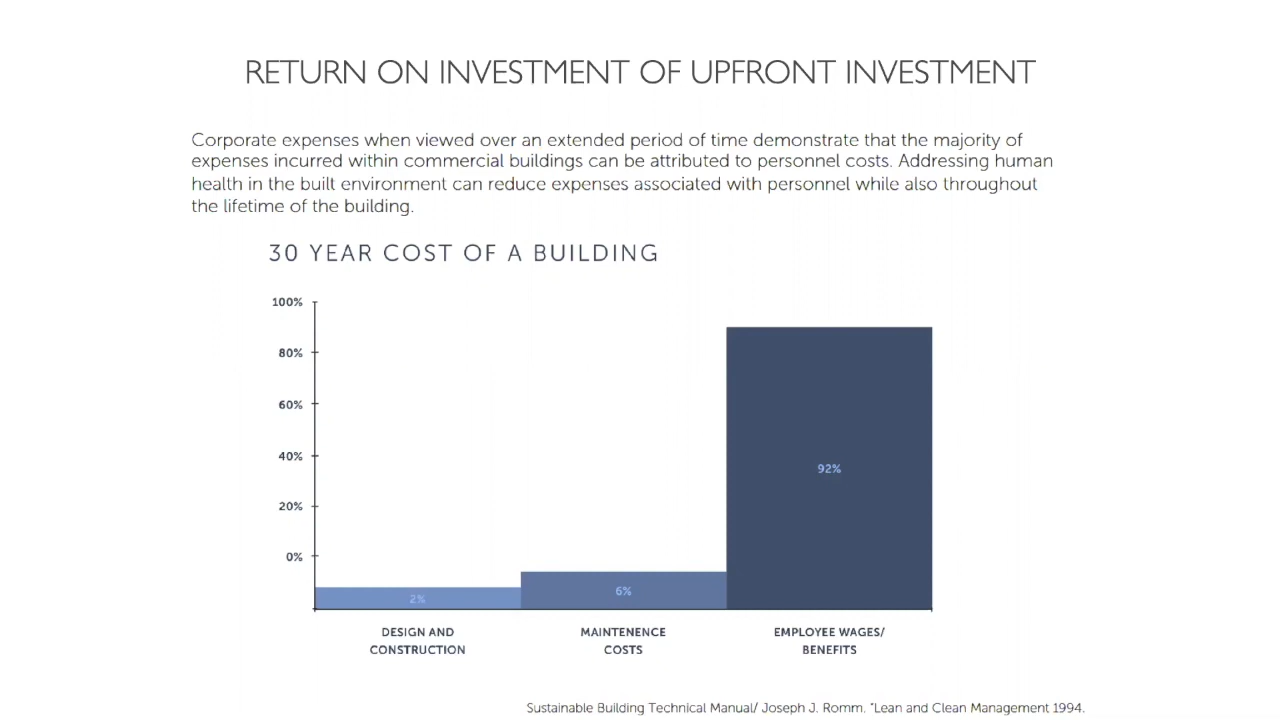 RETURN ON INVESTMENT OF UPFRONT INVESTMENT
Corporate expenses when viewed over an extended period of time demonstrate that the majority of
expenses incurred within commercial buildings can be attributed to personnel costs. Addressing human
health in the built environment can reduce expenses associated with personnel while also throughout
the lifetime of the building.
30 YEAR COST OF A BUILDING
100%
80%
60%
40%
20%
0%
92%
6%
2%
DESIGN AND
CONSTRUCTION
MAINTENENCE
COSTS
EMPLOYEE WAGES/
BENEFITS
Sustainable Building Technical Manual/ Joseph J. Romm. "Lean and Clean Management 1994.